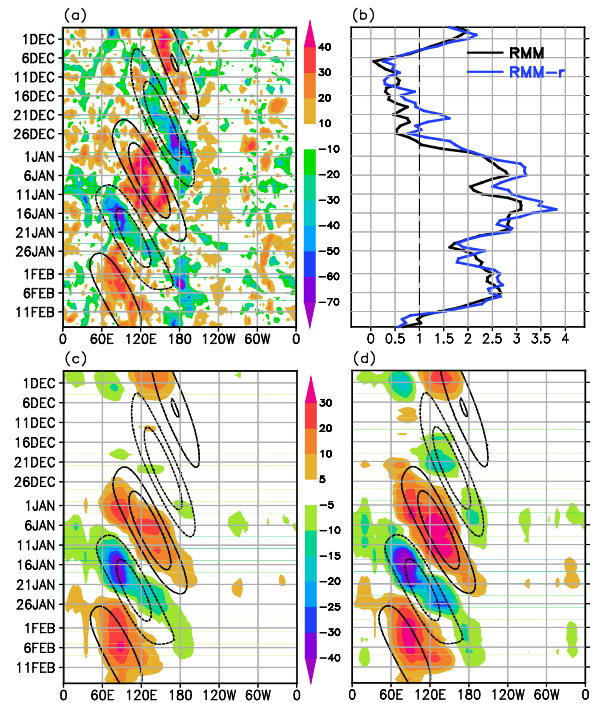 (a)
(b)
1DEC
6DEC
11DEC
16DEC
21DEC
26DEC
1JAN
6JAN
11JAN
16JAN
21JAN
26JAN
1FEB
6FEB
11FEB
0 60E 120E 180 120W 60W 0
40
30
20
10
-10
-20
-30
-40
-50
-60
-70
RMM
RMM-r
0 0.5 1 1.5 2 2.5 3 3.5 4
(c)
(d)
1DEC
6DEC
11DEC
16DEC
21DEC
26DEC
1JAN
6JAN
11JAN
16JAN
21JAN
26JAN
1FEB
6FEB
11FEB
0 60E 120E 180 120W 60W 0
30
20
15
10
5
-5
-10
-15
-20
-25
-30
-40
0 60E 120E 180 120W 60W 0